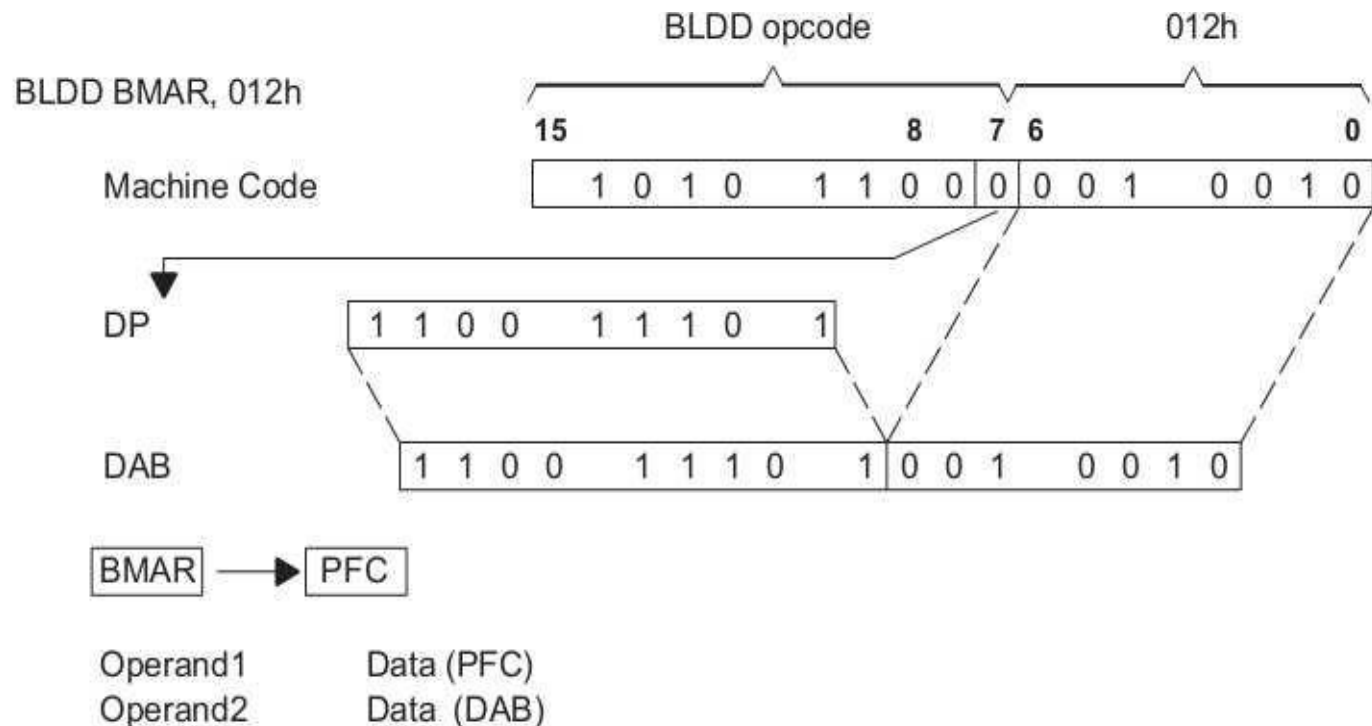 BLDD opcode 012h
BLDD BMAR, 012h
15 8 7 6 0
Machine Code 1 0 1 0 1 1 0 0 0 0 0 1 0 0 1 0
DP 1 1 0 0 1 1 1 0 1
DAB 1 1 0 0 1 1 1 0 1 0 0 1 0 0 1 0
BMAR PFC
Operand1 Data (PFC)
Operand2 Data (DAB)